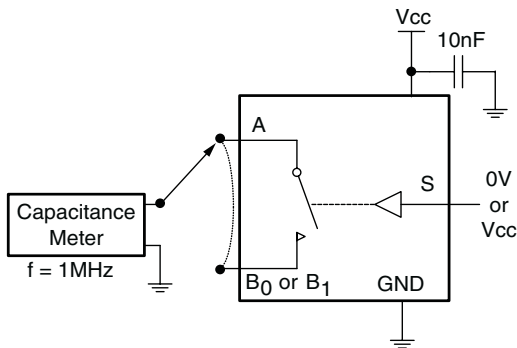 Vcc
10nF
A
S
0V
or
Vcc
Capacitance
Meter
f = 1MHz
B0 or B1
GND